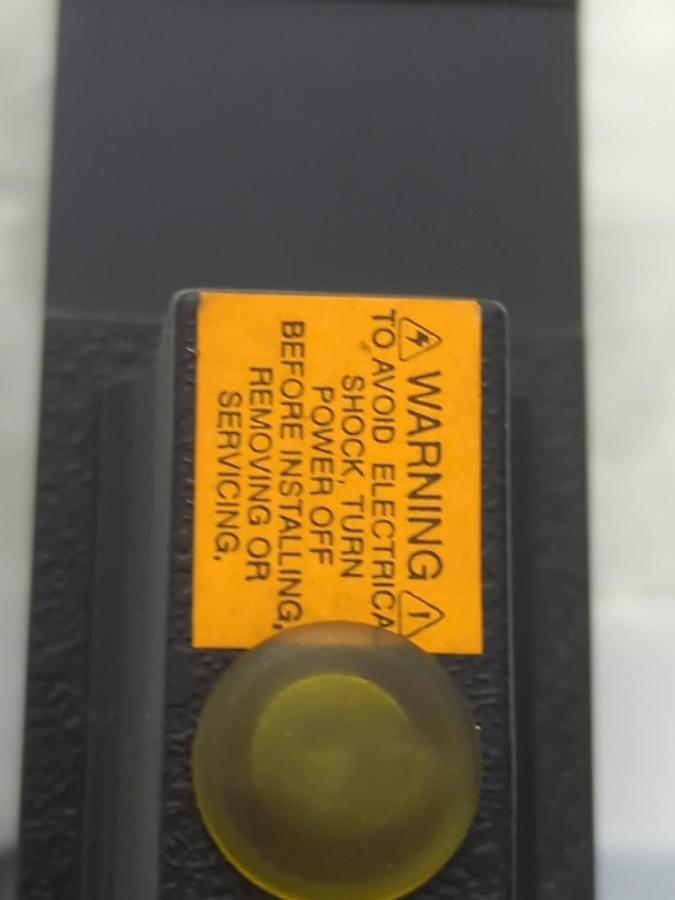 WARNING
TO AVOID ELECTRICA
SHOCK, TURN
POWER OFF
BEFORE INSTALLING,
REMOVING OR
SERVICING.